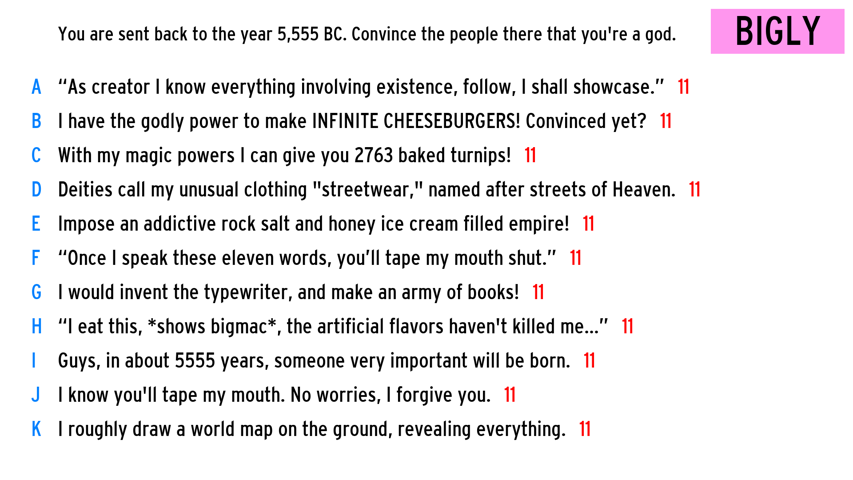 You are sent back to the year 5,555 BC. Convince the people there that you're a god.
BIGLY
A “As creator I know everything involving existence, follow, I shall showcase.” 11
B I have the godly power to make INFINITE CHEESEBURGERS! Convinced yet? 11
C With my magic powers I can give you 2763 baked turnips! 11
D Deities call my unusual clothing "streetwear," named after streets of Heaven. 11
E Impose an addictive rock salt and honey ice cream filled empire! 11
F “Once I speak these eleven words, you’ll tape my mouth shut.” 11
G I would invent the typewriter, and make an army of books! 11
H “I eat this, *shows bigmac*, the artificial flavors haven't killed me...” 11
I Guys, in about 5555 years, someone very important will be born. 11
J I know you'll tape my mouth. No worries, I forgive you. 11
K I roughly draw a world map on the ground, revealing everything. 11